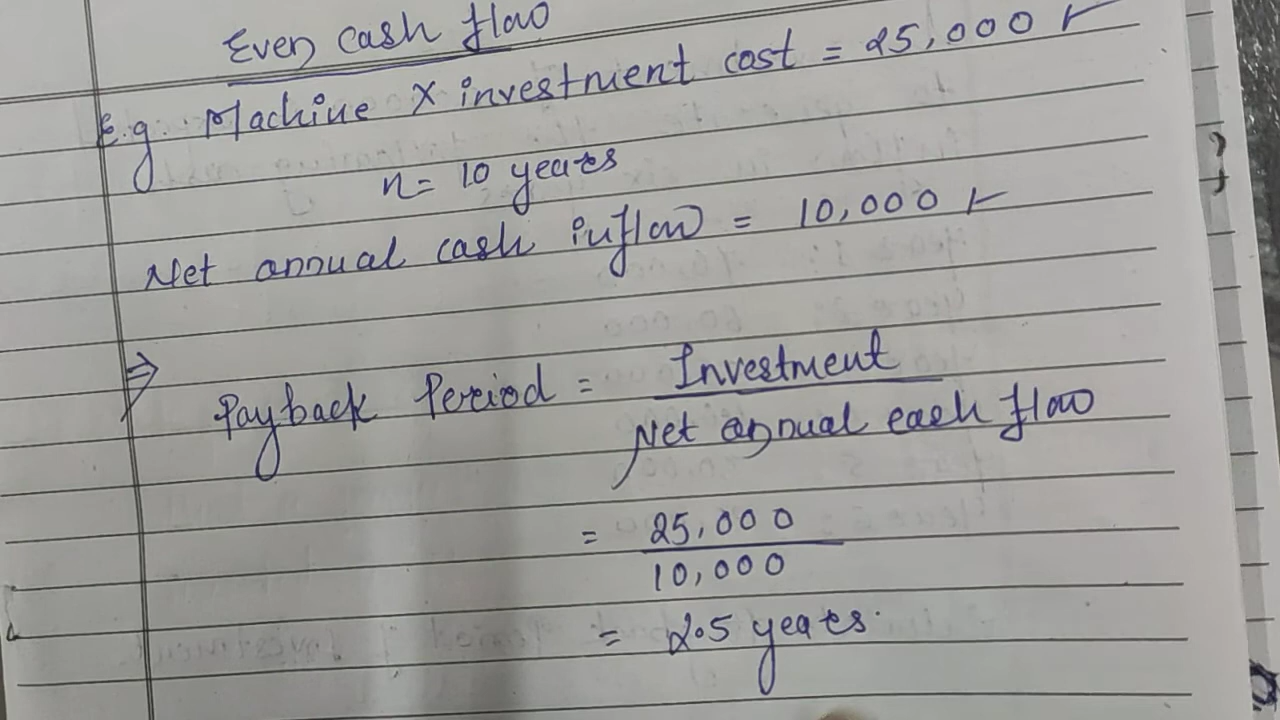 Even cash flow
E.g. Machine X investment cost = 25,000
n = 10 years
Net annual cash inflow = 10,000
⇒ Payback Period = Investment
Net annual cash flow
= 25,000
10,000
= 2.5 years.